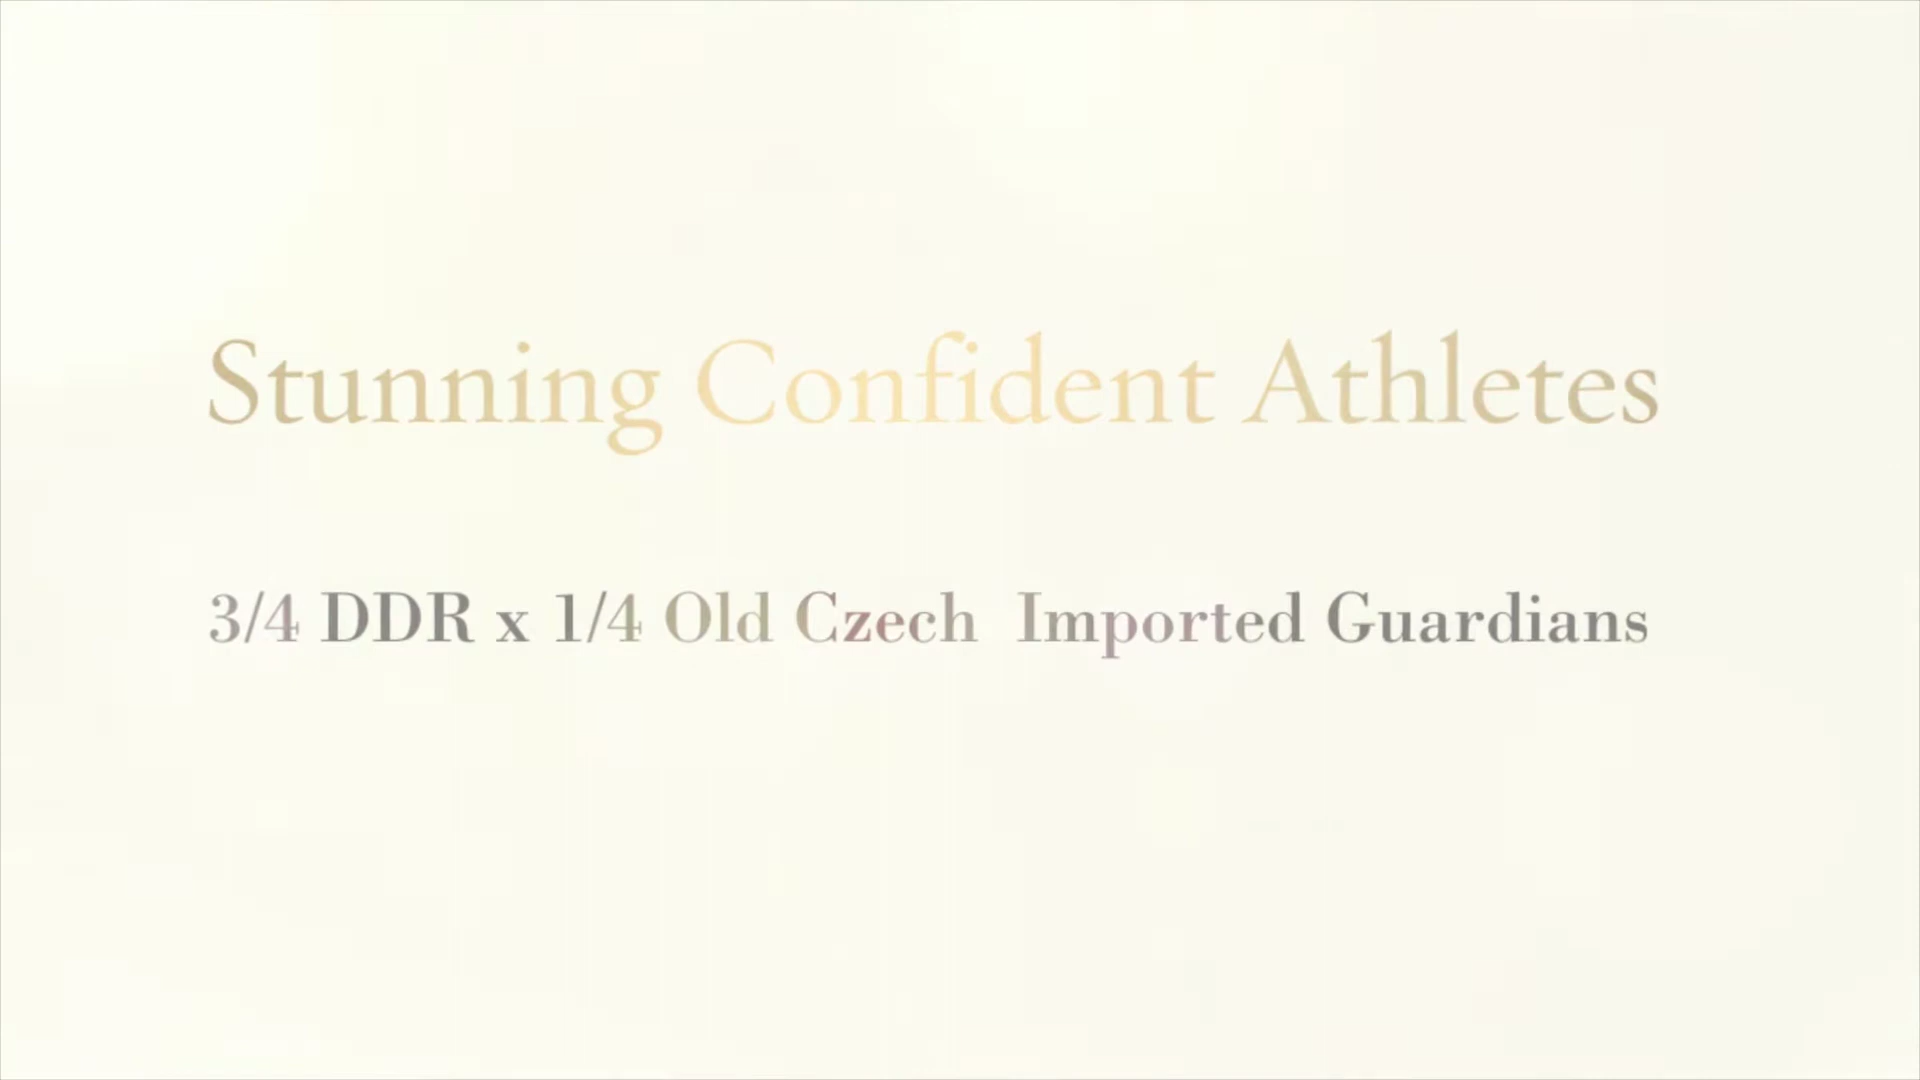 Stunning Confident Athletes
3/4 DDR x 1/4 Old Czech  Imported Guardians